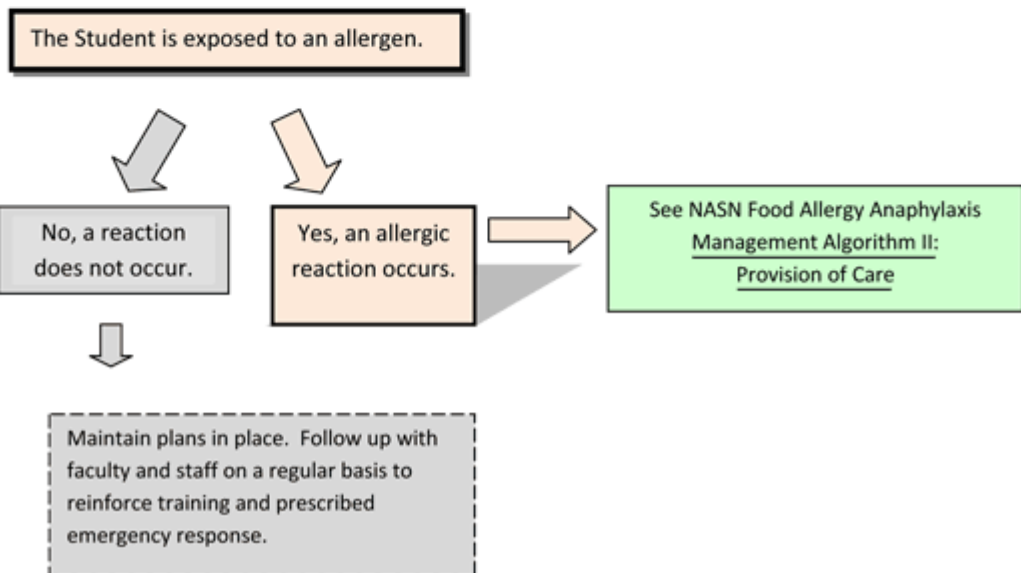 The Student is exposed to an allergen.
No, a reaction
does not occur.
Yes, an allergic
reaction occurs.
See NASN Food Allergy Anaphylaxis
Management Algorithm II:
Provision of Care
Maintain plans in place.  Follow up with
faculty and staff on a regular basis to
reinforce training and prescribed
emergency response.